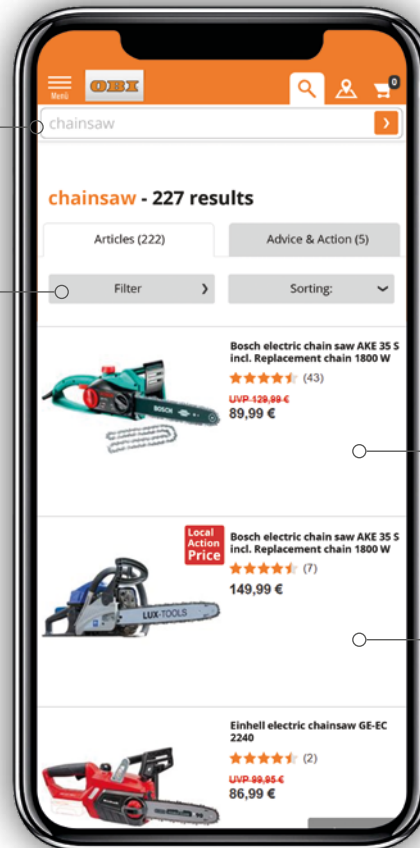 Menü
OBI
0
chainsaw
chainsaw - 227 results
Articles (222)
Advice & Action (5)
Filter
Sorting:
Bosch electric chain saw AKE 35 S
incl. Replacement chain 1800 W
(43)
UVP 129,99 €
89,99 €
BOSCH
Local
Action
Price
Bosch electric chain saw AKE 35 S
incl. Replacement chain 1800 W
(7)
149,99 €
LUX-TOOLS
Einhell electric chainsaw GE-EC
2240
(2)
UVP 99,95 €
86,99 €